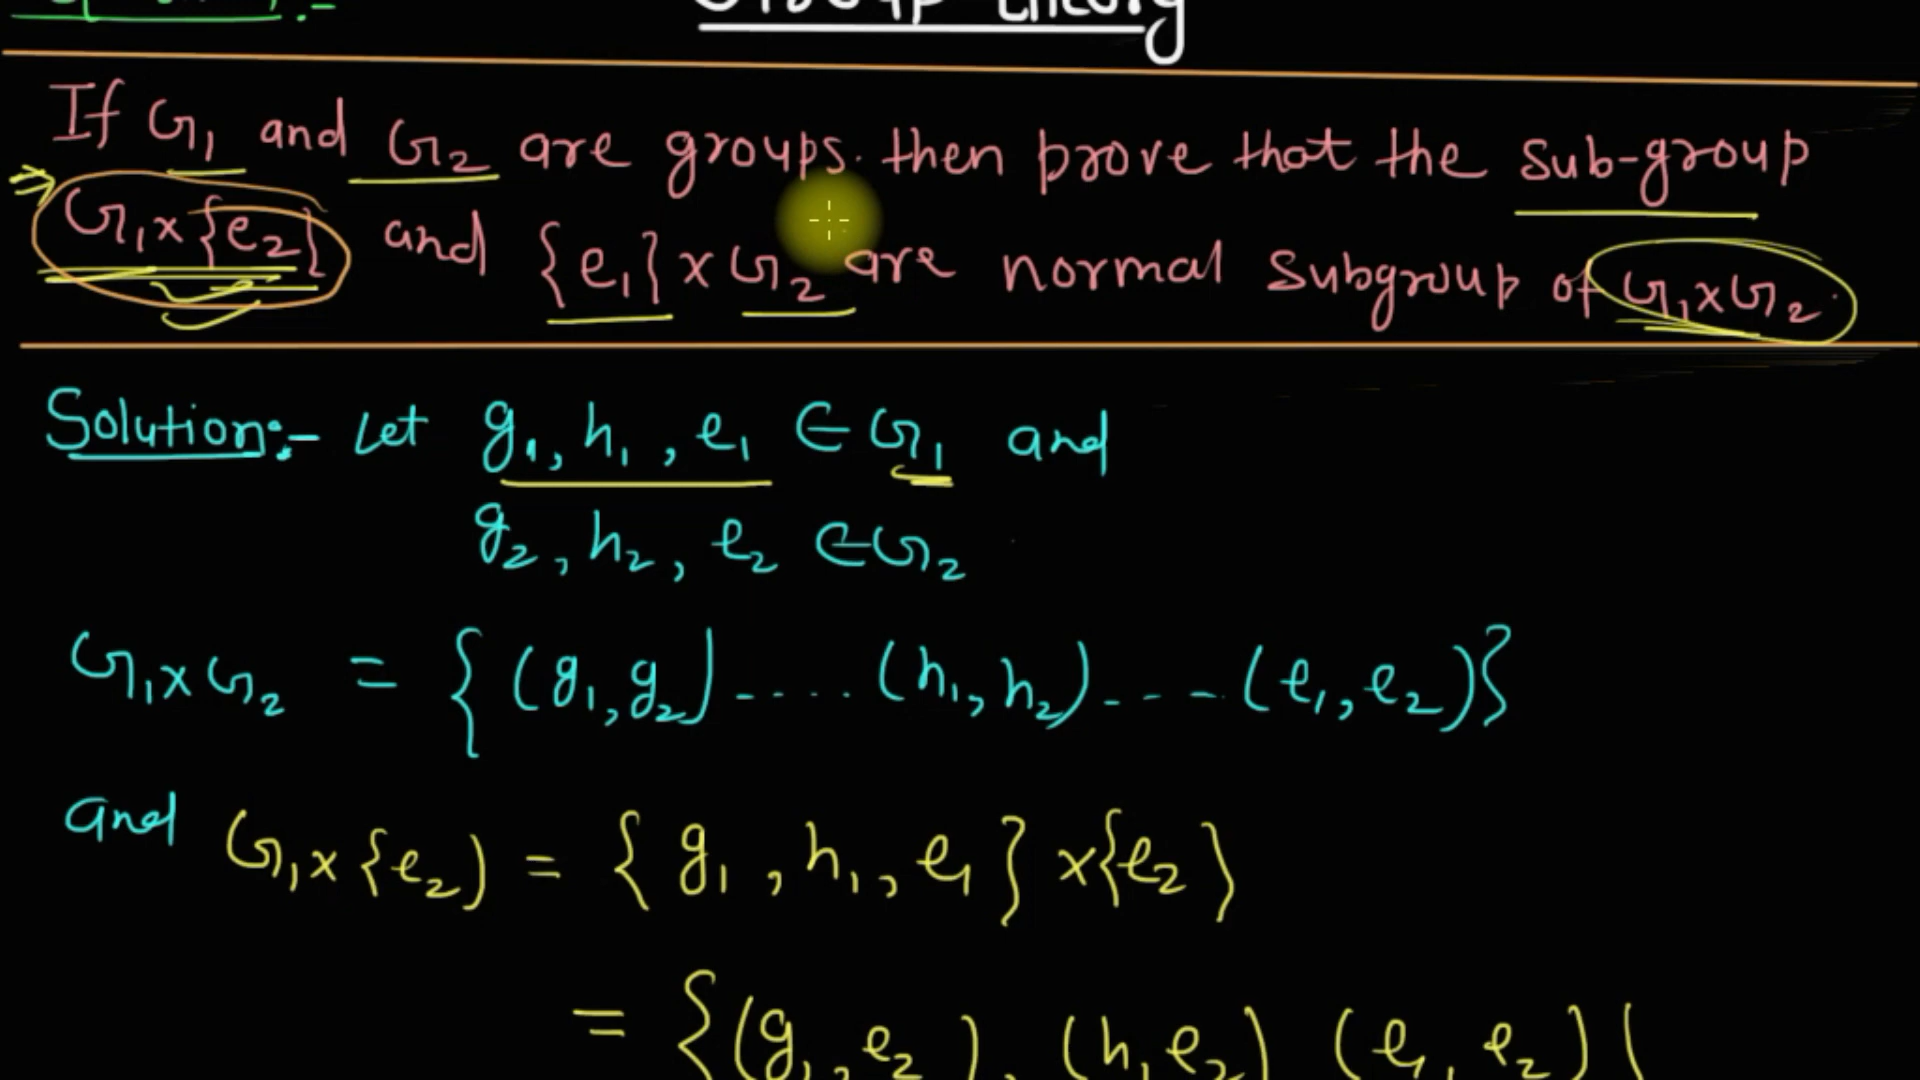 Group theory
If G1 and G2 are groups. then prove that the sub-group
G1x{e2} and {e1}xG2 are normal subgroup of G1xG2.
Solution:- Let g1, h1, e1 ∈ G1 and
g2, h2, e2 ∈ G2
G1xG2 = {(g1,g2).....(h1,h2)----(e1,e2)}
and G1x{e2) = {g1, h1, e1}x{e2}
= {(g1,e2), (h1e2) (e1,e2)